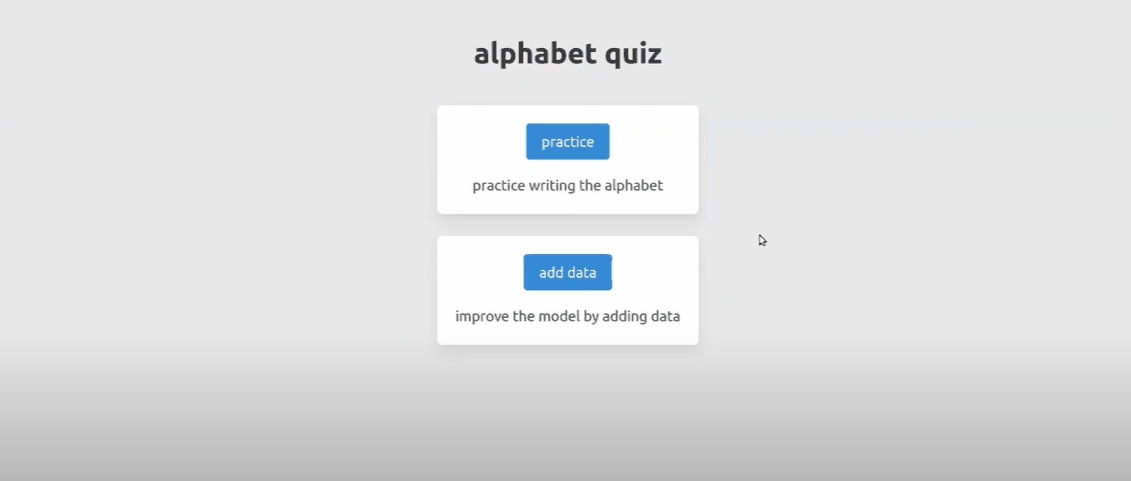 alphabet quiz
practice
practice writing the alphabet
add data
improve the model by adding data